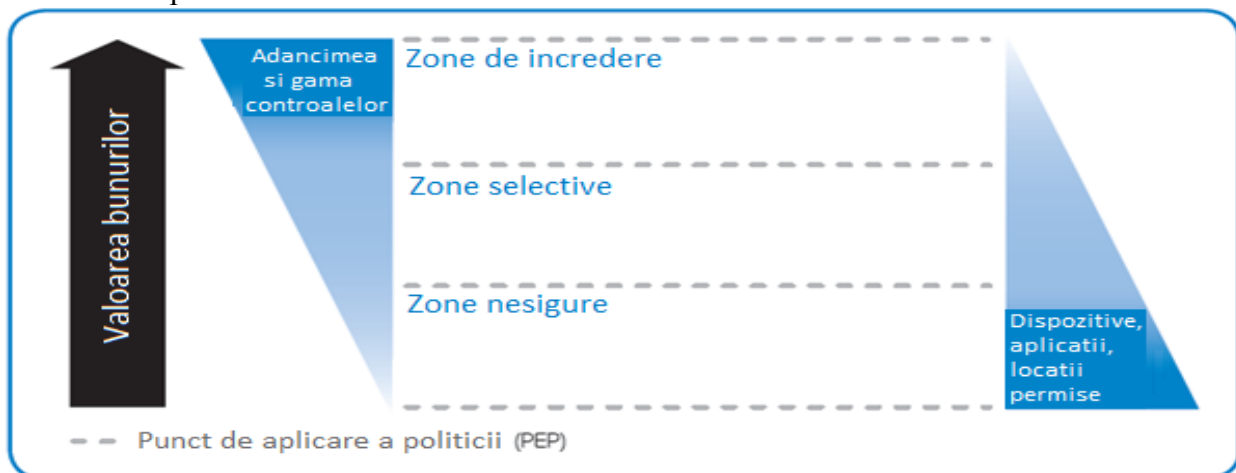 Adancimea
si gama
controalelor
Zone de incredere
Valoarea bunurilor
Zone selective
Zone nesigure
Dispozitive,
aplicatii,
locatii
permise
Punct de aplicare a politicii (PEP)